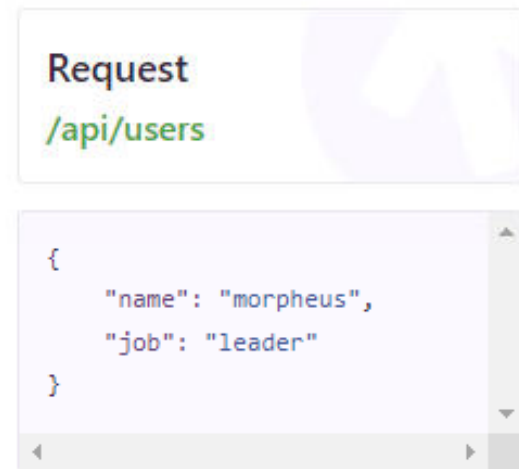 Request
/api/users
{
    "name": "morpheus",
    "job": "leader"
}